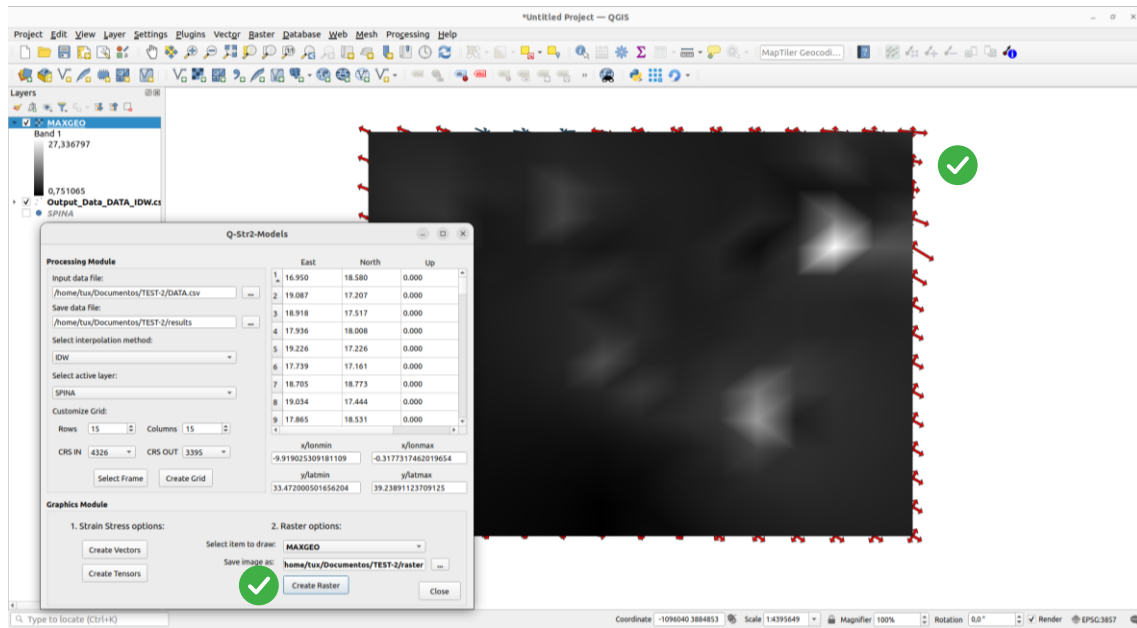 *Untitled Project — QGIS
Project Edit View Layer Settings Plugins Vector Raster Database Web Mesh Processing Help
MapTiler Geocodi...
Layers
MAXGEO
Band 1
27,336797
0,751065
Output_Data_DATA_IDW.cs
SPINA
Q-Str2-Models
Processing Module
Input data file:
/home/tux/Documentos/TEST-2/DATA.csv ...
Save data file:
/home/tux/Documentos/TEST-2/results ...
Select interpolation method:
IDW
Select active layer:
SPINA
Customize Grid:
Rows 15 Columns 15
CRS IN 4326 CRS OUT 3395
Select Frame Create Grid
East North Up
1 16.950 18.580 0.000
2 19.087 17.207 0.000
3 18.918 17.517 0.000
4 17.936 18.008 0.000
5 19.226 17.226 0.000
6 17.739 17.161 0.000
7 18.705 18.773 0.000
8 19.034 17.444 0.000
9 17.865 18.531 0.000
x/lonmin x/lonmax
-9.919025309181109 -0.3177317462019654
y/latmin y/latmax
33.472000501656204 39.23891123709125
Graphics Module
1. Strain Stress options:
Create Vectors
Create Tensors
2. Raster options:
Select item to draw: MAXGEO
Save image as: home/tux/Documentos/TEST-2/raster ...
Create Raster
Close
Type to locate (Ctrl+K)
Coordinate -1096040 3884853 Scale 1:4395649 Magnifier 100% Rotation 0,0° Render EPSG:3857